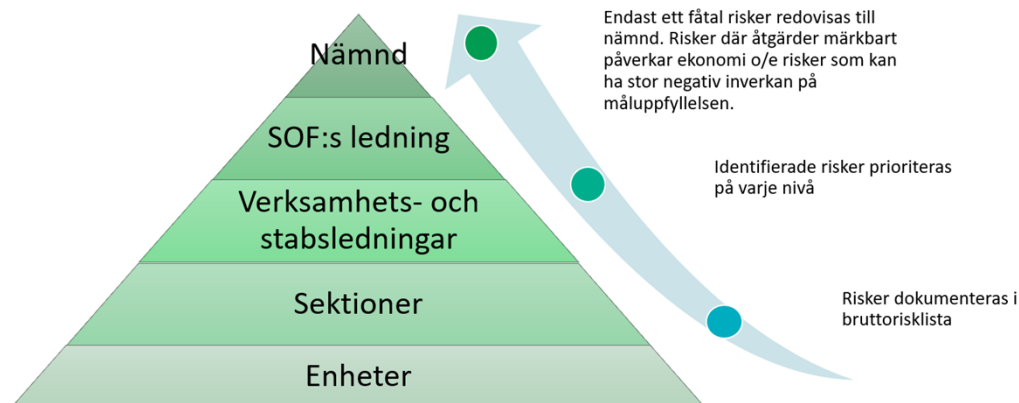 Nämnd
SOF:s ledning
Verksamhets- och
stabsledningar
Sektioner
Enheter
Endast ett fåtal risker redovisas till
nämnd. Risker där åtgärder märkbart
påverkar ekonomi o/e risker som kan
ha stor negativ inverkan på
måluppfyllelsen.
Identifierade risker prioriteras
på varje nivå
Risker dokumenteras i
bruttorisklista